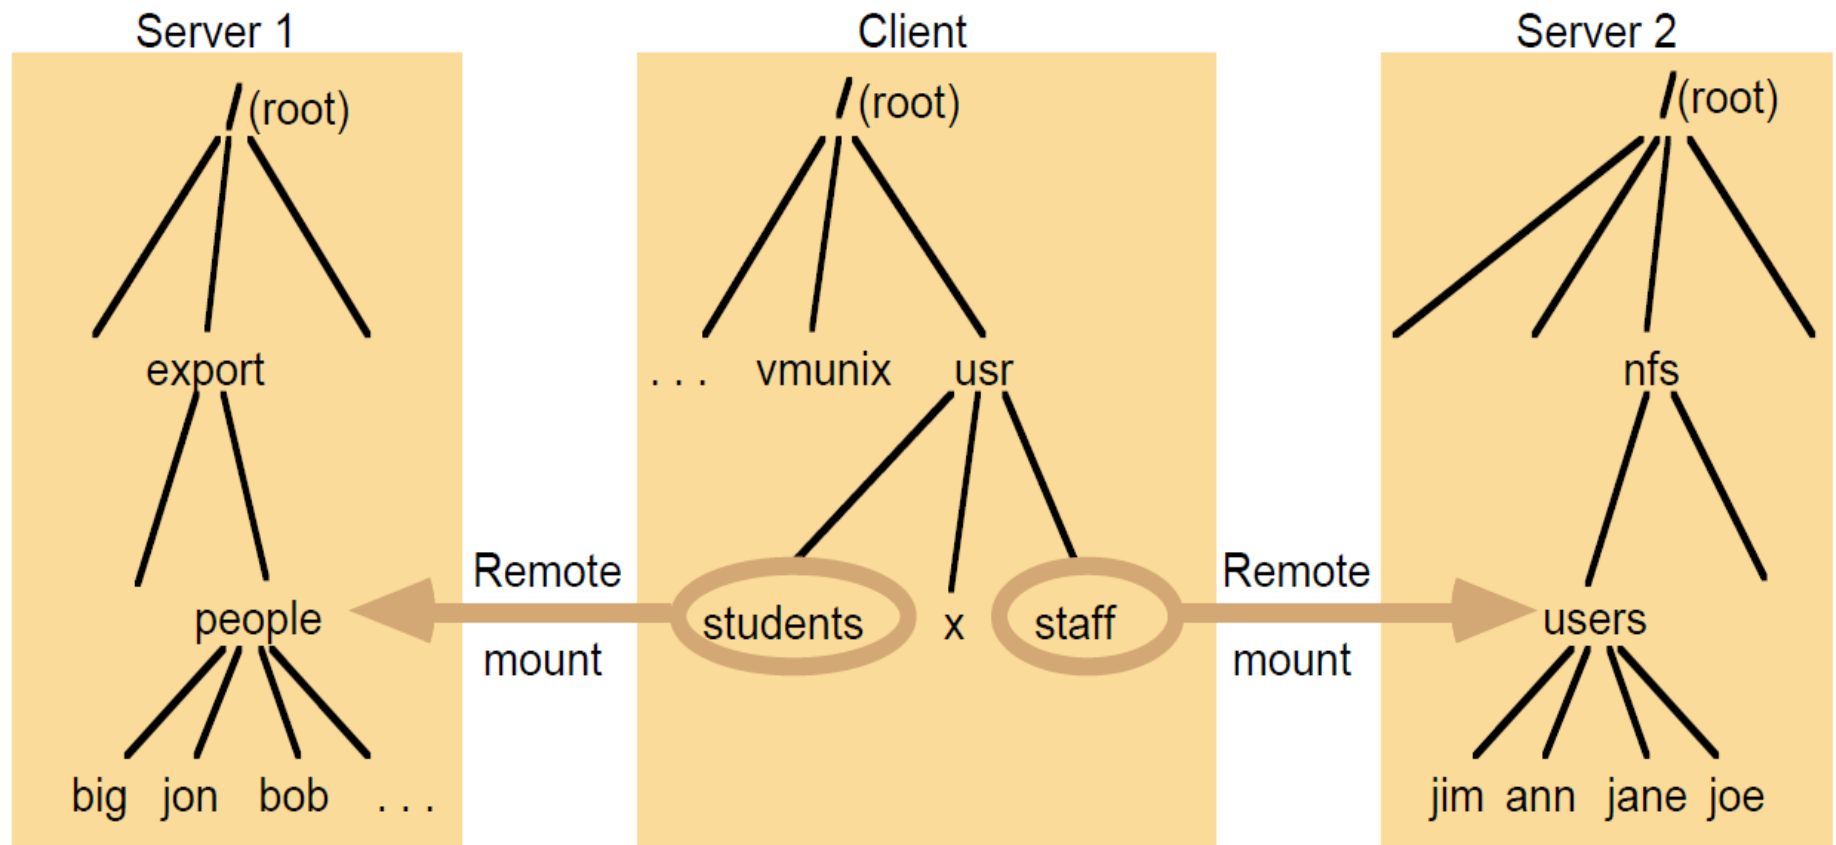 Server 1
Client
Server 2
/ (root)
/ (root)
/ (root)
export
. . .
vmunix
usr
nfs
Remote
mount
Remote
mount
people
students
x
staff
users
big
jon
bob
. . .
jim
ann
jane
joe